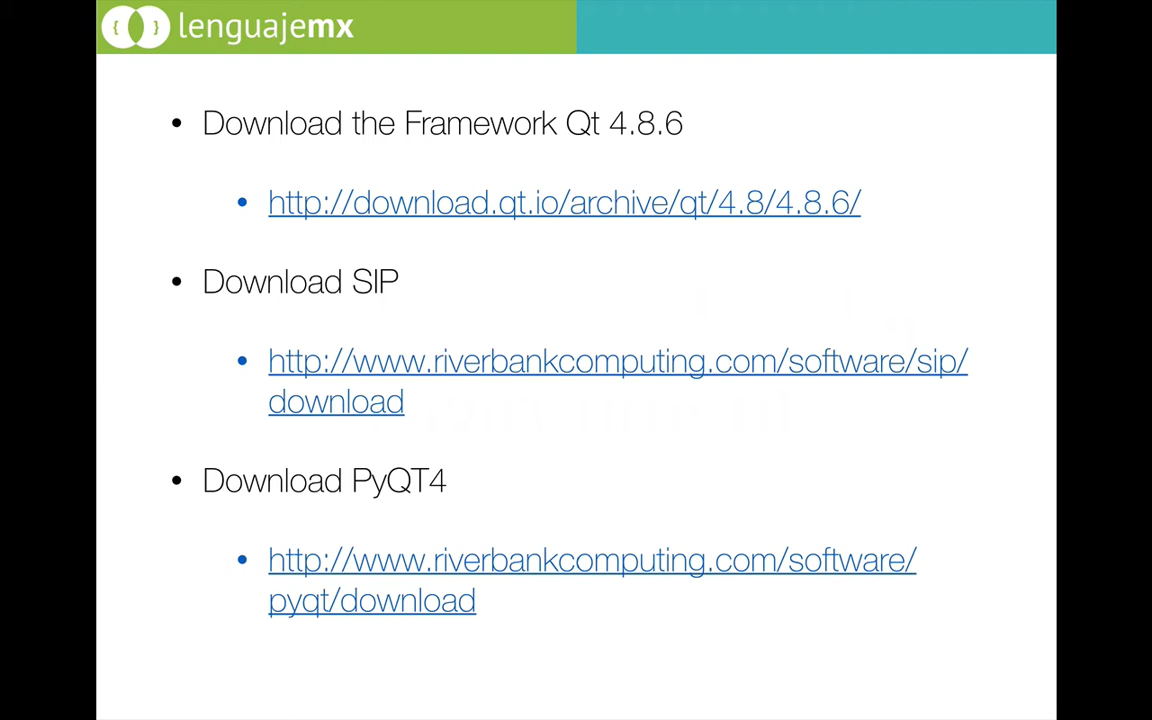 { } lenguajemx
• Download the Framework Qt 4.8.6
• http://download.qt.io/archive/qt/4.8/4.8.6/
• Download SIP
• http://www.riverbankcomputing.com/software/sip/
download
• Download PyQT4
• http://www.riverbankcomputing.com/software/
pyqt/download